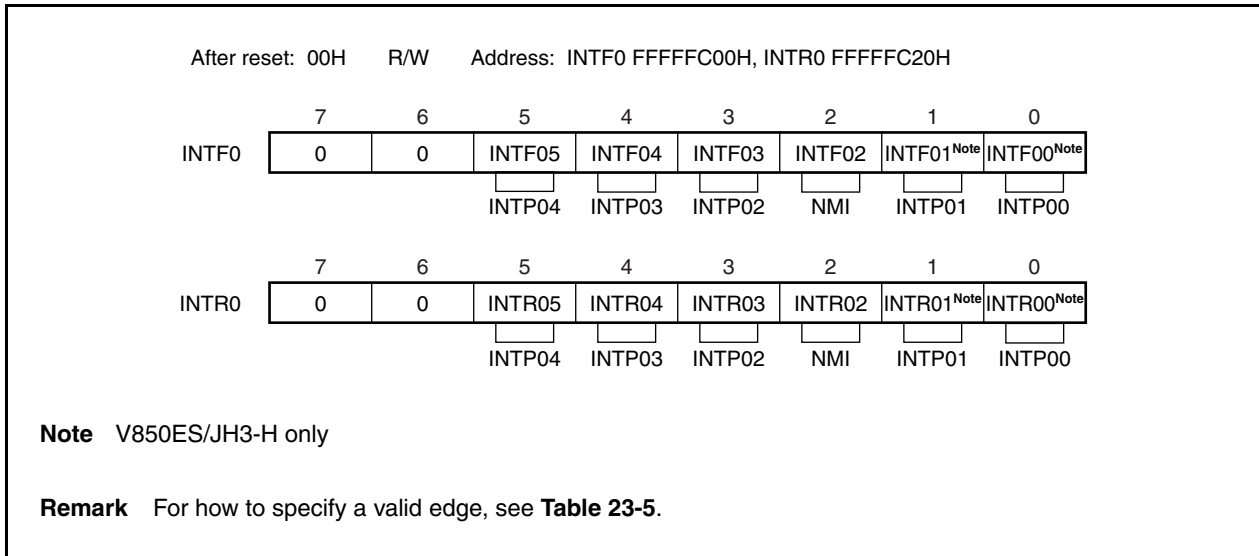 After reset: 00H R/W Address: INTF0 FFFFFC00H, INTR0 FFFFFC20H
7 6 5 4 3 2 1 0
INTF0 0 0 INTF05 INTF04 INTF03 INTF02 INTF01Note INTF00Note
INTP04 INTP03 INTP02 NMI INTP01 INTP00
7 6 5 4 3 2 1 0
INTR0 0 0 INTR05 INTR04 INTR03 INTR02 INTR01Note INTR00Note
INTP04 INTP03 INTP02 NMI INTP01 INTP00
Note V850ES/JH3-H only
Remark For how to specify a valid edge, see Table 23-5.